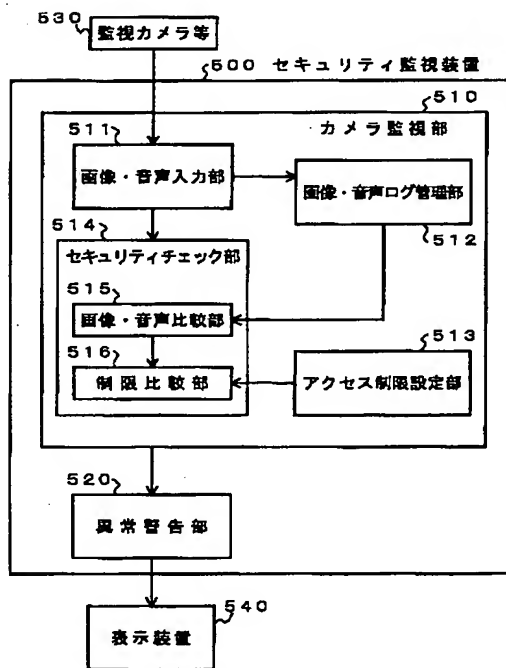 530 監視カメラ等
500 セキュリティ監視装置
510
カメラ監視部
511
画像・音声入力部
画像・音声ログ管理部
512
514
セキュリティチェック部
515
画像・音声比較部
516
制限比較部
513
アクセス制限設定部
520
異常警告部
540
表示装置